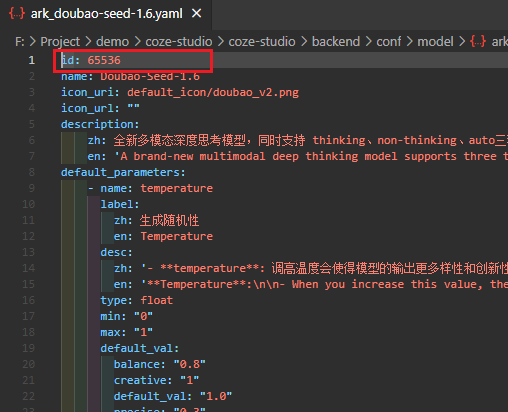 ark_doubao-seed-1.6.yaml
F: > Project > demo > coze-studio > coze-studio > backend > conf > model > ark
1 id: 65536
2 name: Doubao-Seed-1.6
3 icon_uri: default_icon/doubao_v2.png
4 icon_url: ""
5 description:
6 zh: 全新多模态深度思考模型，同时支持 thinking、non-thinking、auto三
7 en: 'A brand-new multimodal deep thinking model supports three t
8 default_parameters:
9 - name: temperature
10 label:
11 zh: 生成随机性
12 en: Temperature
13 desc:
14 zh: '- **temperature**: 调高温度会使得模型的输出更多样性和创新性
15 en: '**Temperature**:\n\n- When you increase this value, the
16 type: float
17 min: "0"
18 max: "1"
19 default_val:
20 balance: "0.8"
21 creative: "1"
22 default_val: "1.0"
23 precise: "0.3"